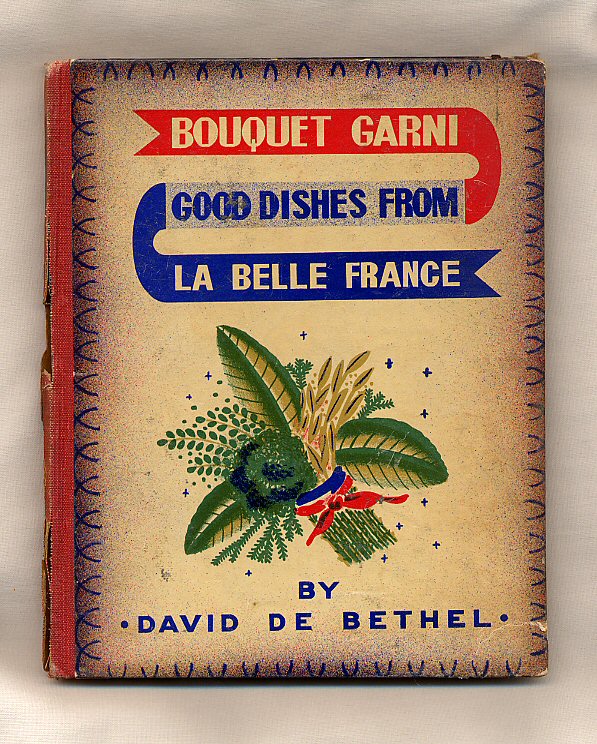 BOUQUET GARNI
GOOD DISHES FROM
LA BELLE FRANCE
BY
• DAVID DE BETHEL •